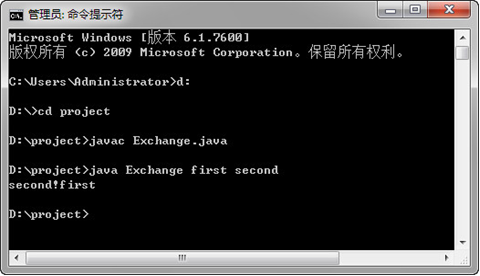 管理员: 命令提示符
Microsoft Windows [版本 6.1.7600]
版权所有 (c) 2009 Microsoft Corporation。保留所有权利。
C:\Users\Administrator>d:
D:\>cd project
D:\project>javac Exchange.java
D:\project>java Exchange first second
second!first
D:\project>